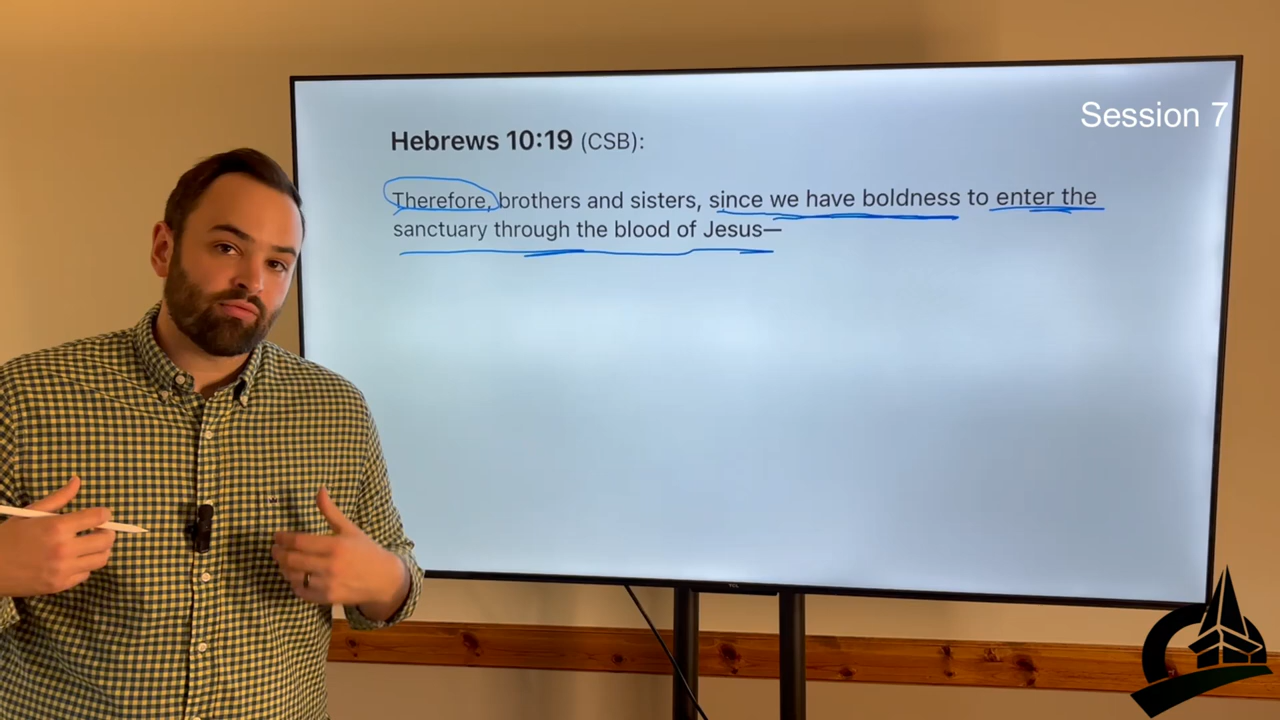 Session 7
Hebrews 10:19 (CSB):
Therefore, brothers and sisters, since we have boldness to enter the
sanctuary through the blood of Jesus—
TCL